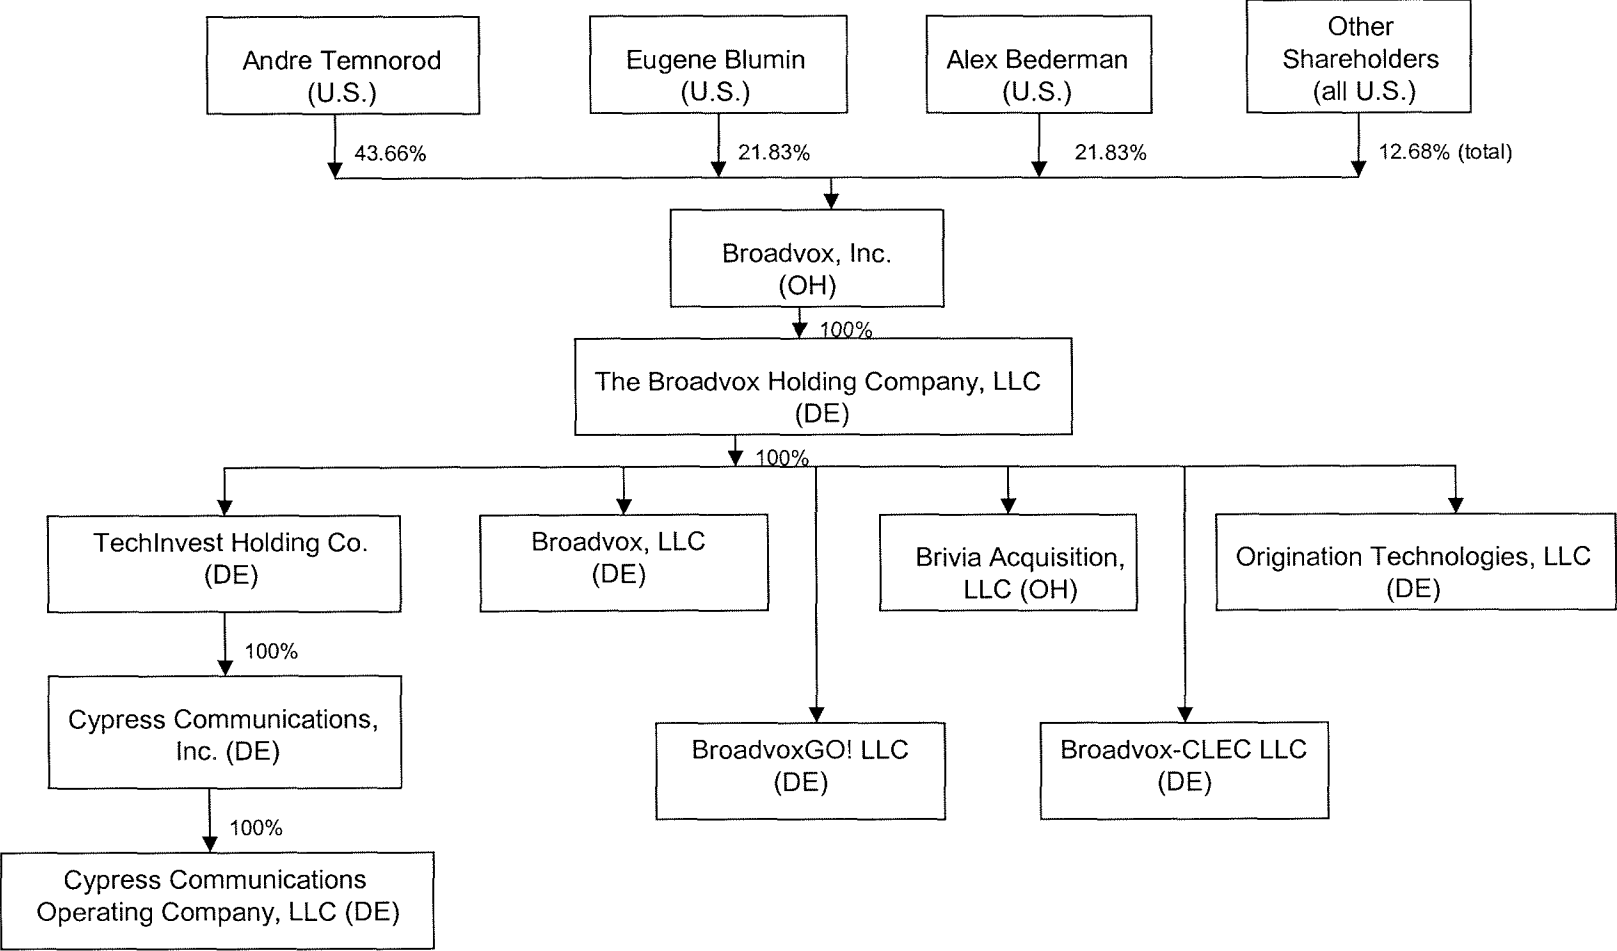 Andre Temnorod
(U.S.)
Eugene Blumin
(U.S.)
Alex Bederman
(U.S.)
Other
Shareholders
(all U.S.)
43.66%
21.83%
21.83%
12.68% (total)
Broadvox, Inc.
(OH)
100%
The Broadvox Holding Company, LLC
(DE)
100%
TechInvest Holding Co.
(DE)
Broadvox, LLC
(DE)
Brivia Acquisition,
LLC (OH)
Origination Technologies, LLC
(DE)
100%
Cypress Communications,
Inc. (DE)
BroadvoxGO! LLC
(DE)
Broadvox-CLEC LLC
(DE)
100%
Cypress Communications
Operating Company, LLC (DE)